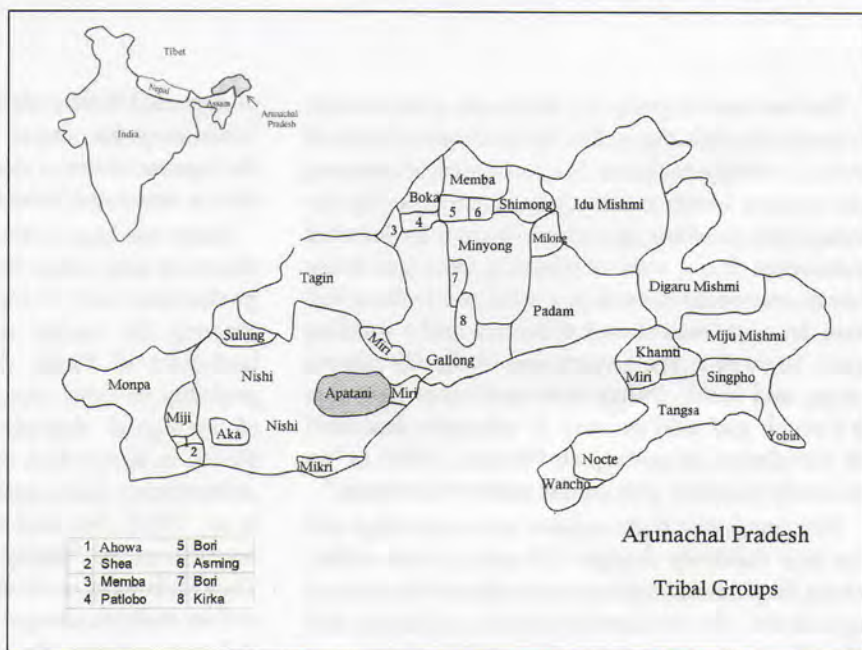 Tibet
Nepal
Assam
India
Arunachal
Pradesh
Memba
Boka
Shimong
Idu Mishmi
5
6
4
3
Minyong
Milong
7
Tagin
Padam
Digaru Mishmi
8
Sulung
Miri
Miju Mishmi
Gallong
Khamti
Monpa
Nishi
Apatani
Miri
Miri
Singpho
Miji
Tangsa
Aka
Nishi
1
2
Yobin
Mikri
Nocte
Wancho
Arunachal Pradesh
Tribal Groups
1 Ahowa 5 Bori
2 Shea 6 Asming
3 Memba 7 Bori
4 Patlobo 8 Kirka